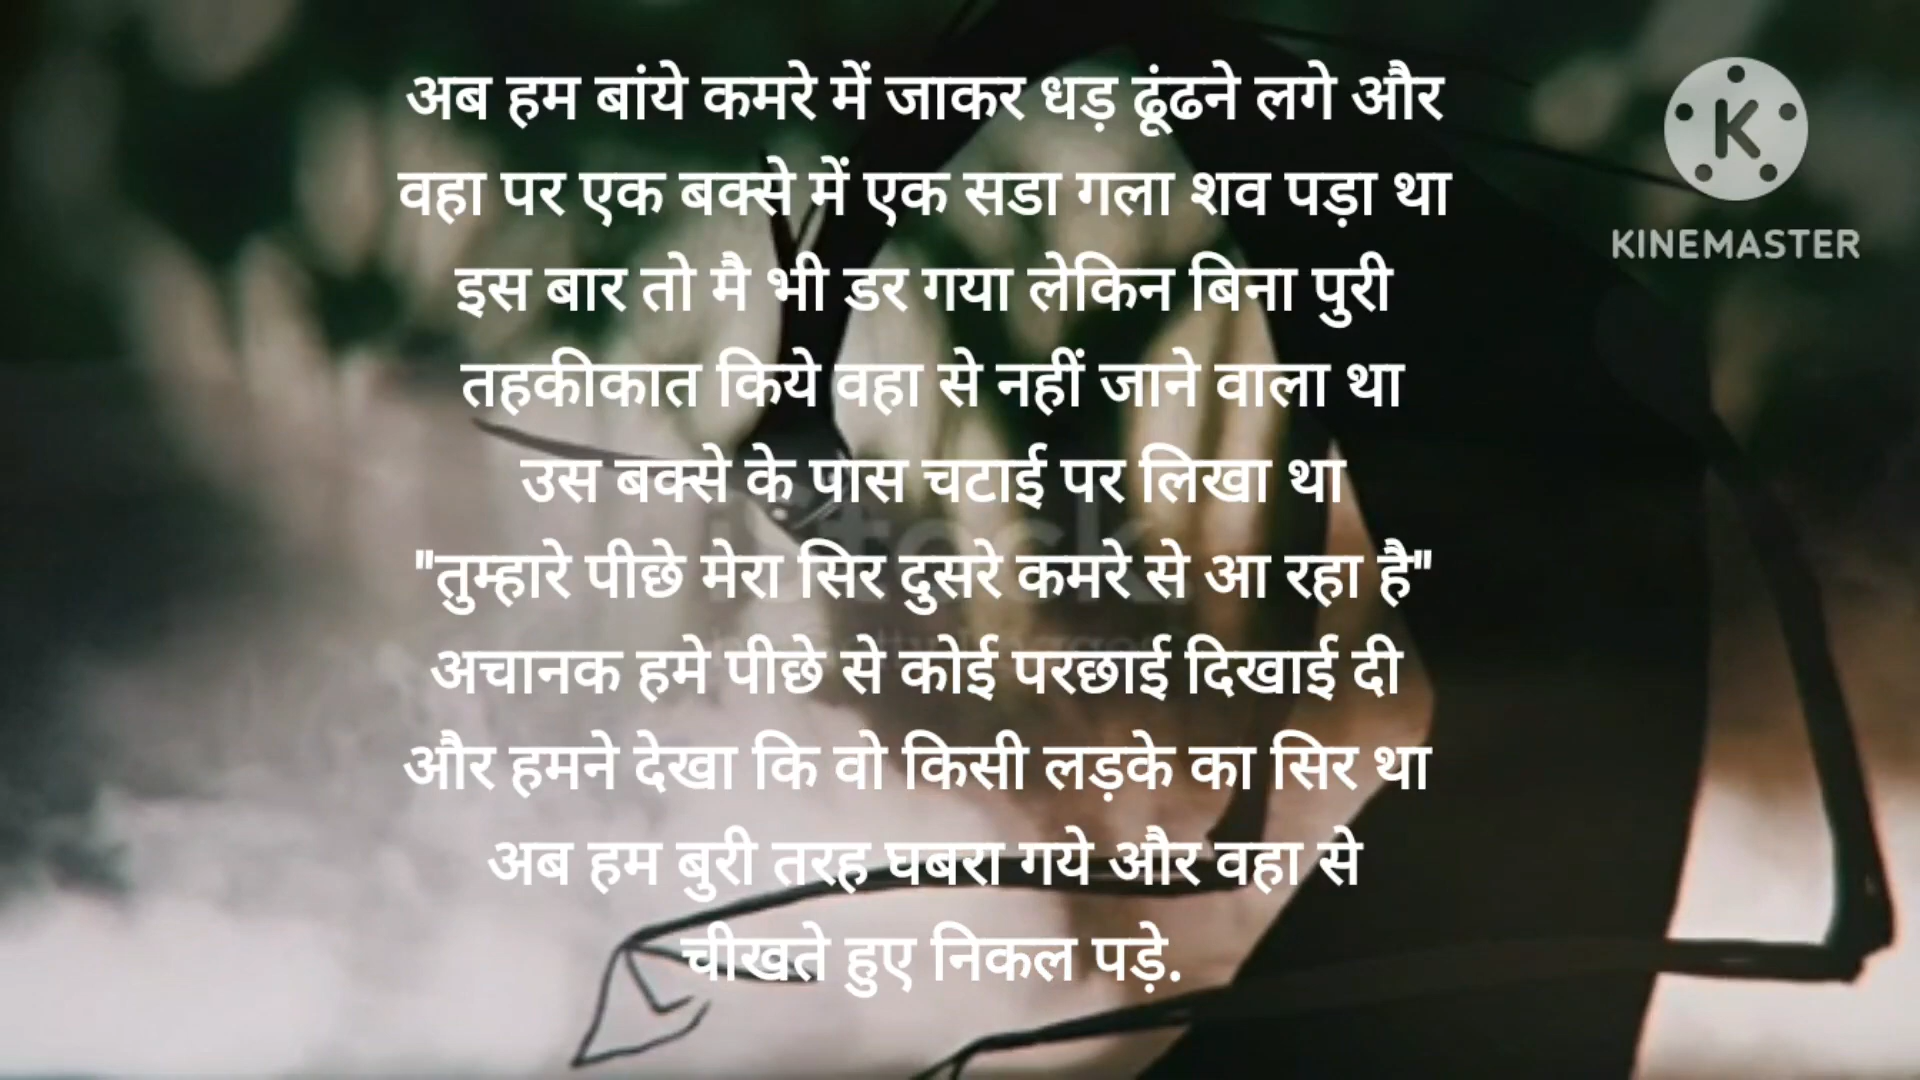 अब हम बांये कमरे में जाकर धड़ ढूंढने लगे और
वहा पर एक बक्से में एक सडा गला शव पड़ा था
इस बार तो मै भी डर गया लेकिन बिना पुरी
तहकीकात किये वहा से नहीं जाने वाला था
उस बक्से के पास चटाई पर लिखा था
"तुम्हारे पीछे मेरा सिर दुसरे कमरे से आ रहा है"
अचानक हमे पीछे से कोई परछाई दिखाई दी
और हमने देखा कि वो किसी लड़के का सिर था
अब हम बुरी तरह घबरा गये और वहा से
चीखते हुए निकल पड़े.
K
KINEMASTER
iStock